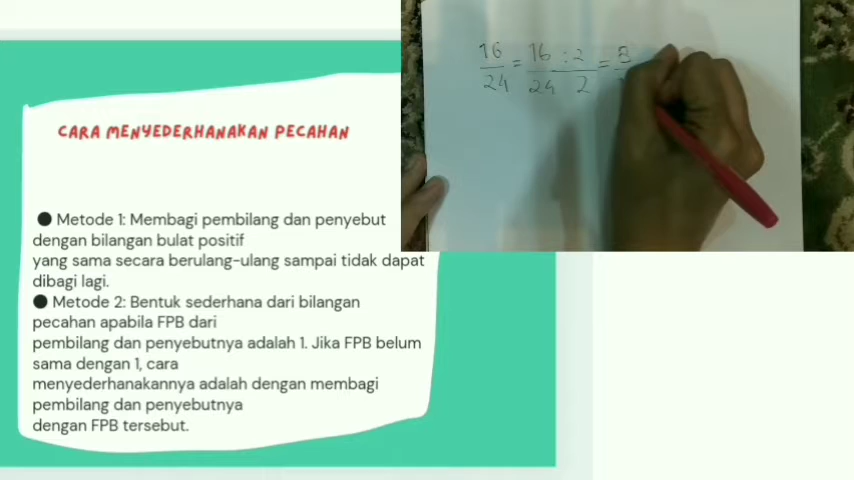 CARA MENYEDERHANAKAN PECAHAN
● Metode 1: Membagi pembilang dan penyebut
dengan bilangan bulat positif
yang sama secara berulang-ulang sampai tidak dapat
dibagi lagi.
● Metode 2: Bentuk sederhana dari bilangan
pecahan apabila FPB dari
pembilang dan penyebutnya adalah 1. Jika FPB belum
sama dengan 1, cara
menyederhanakannya adalah dengan membagi
pembilang dan penyebutnya
dengan FPB tersebut.
16 = 16 : 2 = 8
24 24 2